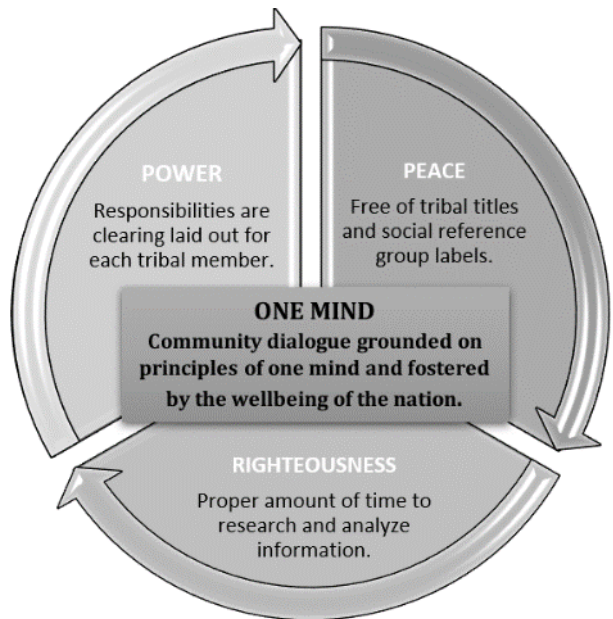 POWER
Responsibilities are
clearing laid out for
each tribal member.
PEACE
Free of tribal titles
and social reference
group labels.
ONE MIND
Community dialogue grounded on
principles of one mind and fostered
by the wellbeing of the nation.
RIGHTEOUSNESS
Proper amount of time to
research and analyze
information.